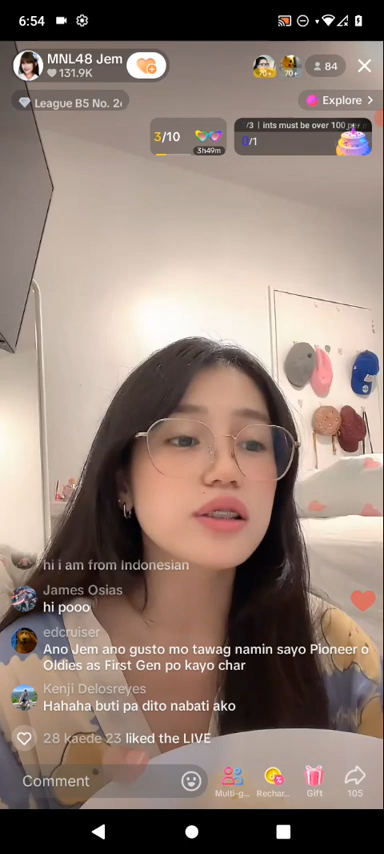 6:54
MNL48 Jem
131.9K
70+
70+
84
League B5 No. 2
Explore
3/10
3h49m
/3 | ints must be over 100 p
0/1
hi i am from Indonesian
James Osias
hi pooo
edcruiser
Ano Jem ano gusto mo tawag namin sayo Pioneer o
Oldies as First Gen po kayo char
Kenji Delosreyes
Hahaha buti pa dito nabati ako
28 kaede 23 liked the LIVE
Comment
Multi-g...
Rechar...
Gift
105